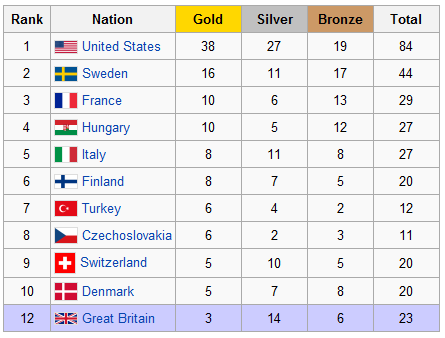 Rank Nation Gold Silver Bronze Total
1 United States 38 27 19 84
2 Sweden 16 11 17 44
3 France 10 6 13 29
4 Hungary 10 5 12 27
5 Italy 8 11 8 27
6 Finland 8 7 5 20
7 Turkey 6 4 2 12
8 Czechoslovakia 6 2 3 11
9 Switzerland 5 10 5 20
10 Denmark 5 7 8 20
12 Great Britain 3 14 6 23